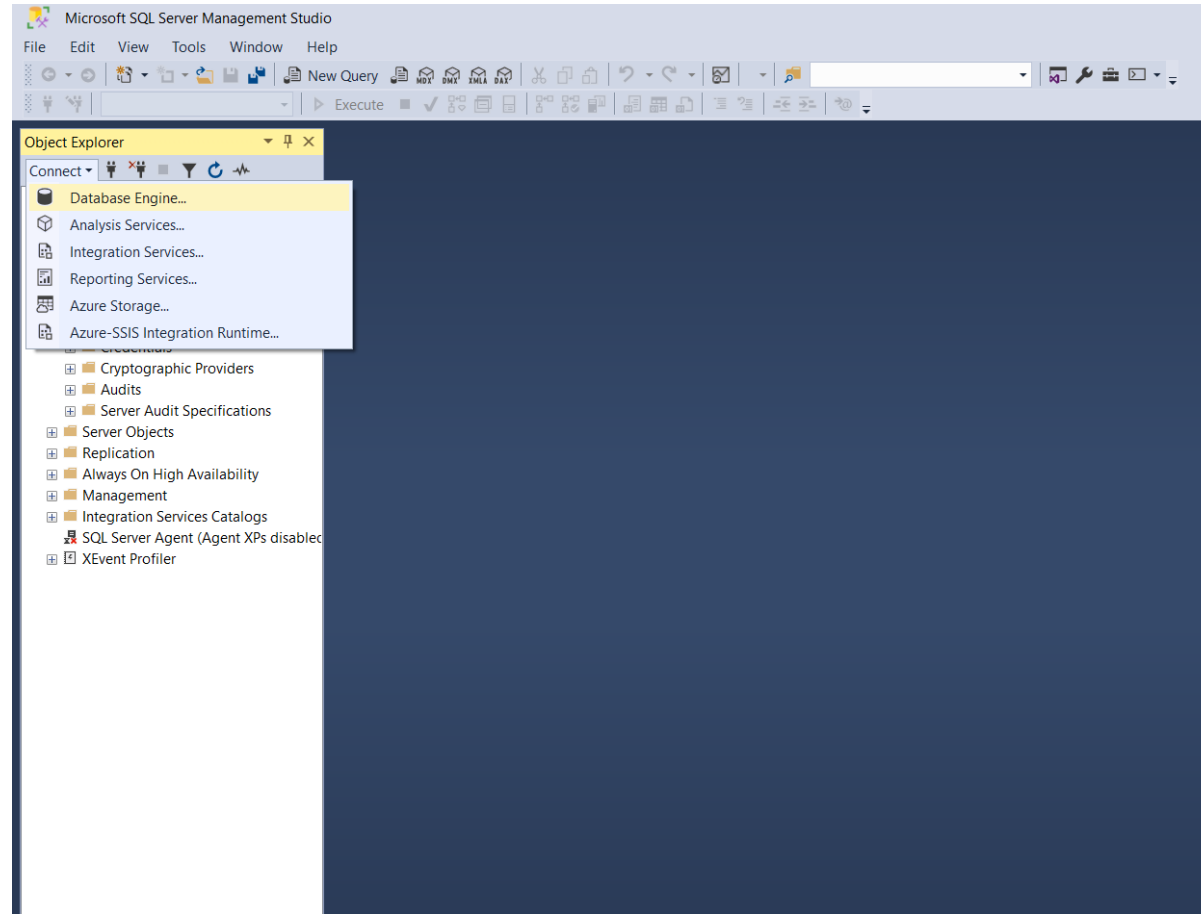 Microsoft SQL Server Management Studio
File Edit View Tools Window Help
New Query MDX DMX XMLA DAX
Execute
Object Explorer
Connect
Database Engine...
Analysis Services...
Integration Services...
Reporting Services...
Azure Storage...
Azure-SSIS Integration Runtime...
Credentials
Cryptographic Providers
Audits
Server Audit Specifications
Server Objects
Replication
Always On High Availability
Management
Integration Services Catalogs
SQL Server Agent (Agent XPs disabled
XEvent Profiler